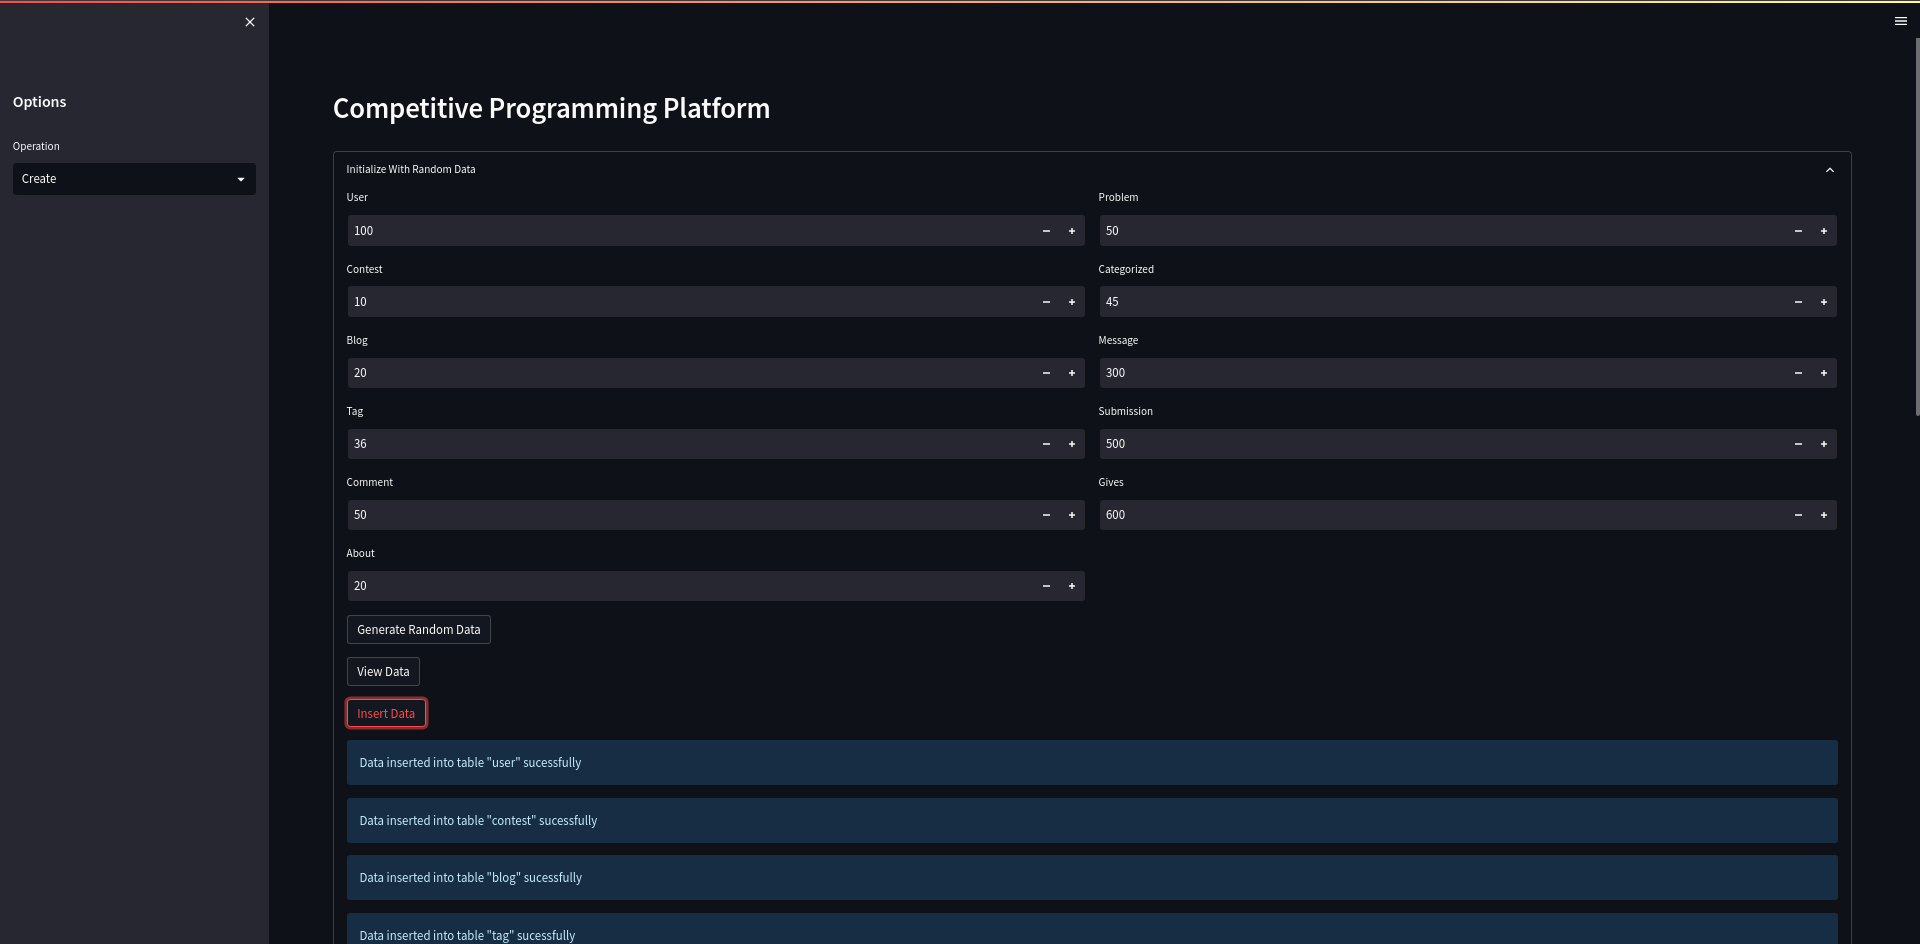 Options
Operation
Create
Competitive Programming Platform
Initialize With Random Data
User
100
Problem
50
Contest
10
Categorized
45
Blog
20
Message
300
Tag
36
Submission
500
Comment
50
Gives
600
About
20
Generate Random Data
View Data
Insert Data
Data inserted into table "user" sucessfully
Data inserted into table "contest" sucessfully
Data inserted into table "blog" sucessfully
Data inserted into table "tag" sucessfully